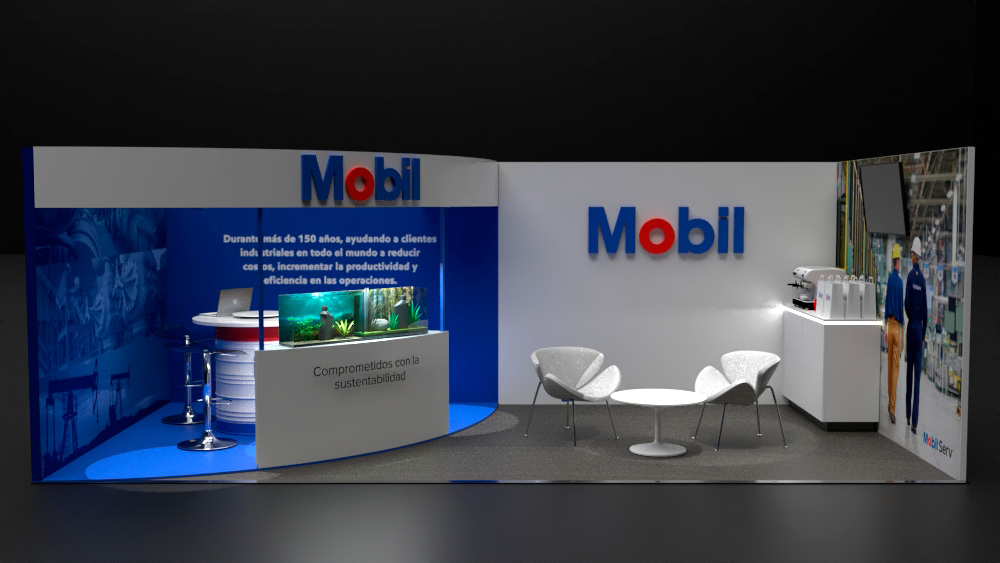 Mobil
Mobil
Durante más de 150 años, ayudando a clientes
industriales en todo el mundo a reducir
costos, incrementar la productividad y
eficiencia en las operaciones.
Comprometidos con la
sustentabilidad
Mobil Serv